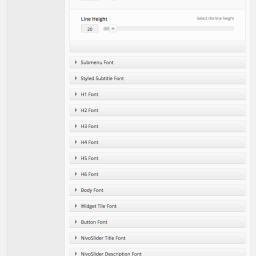 Line Height
Select the line height
20
Submenu Font
Styled Subtitle Font
H1 Font
H2 Font
H3 Font
H4 Font
H5 Font
H6 Font
Body Font
Widget Title Font
Button Font
NivoSlider Title Font
NivoSlider Description Font